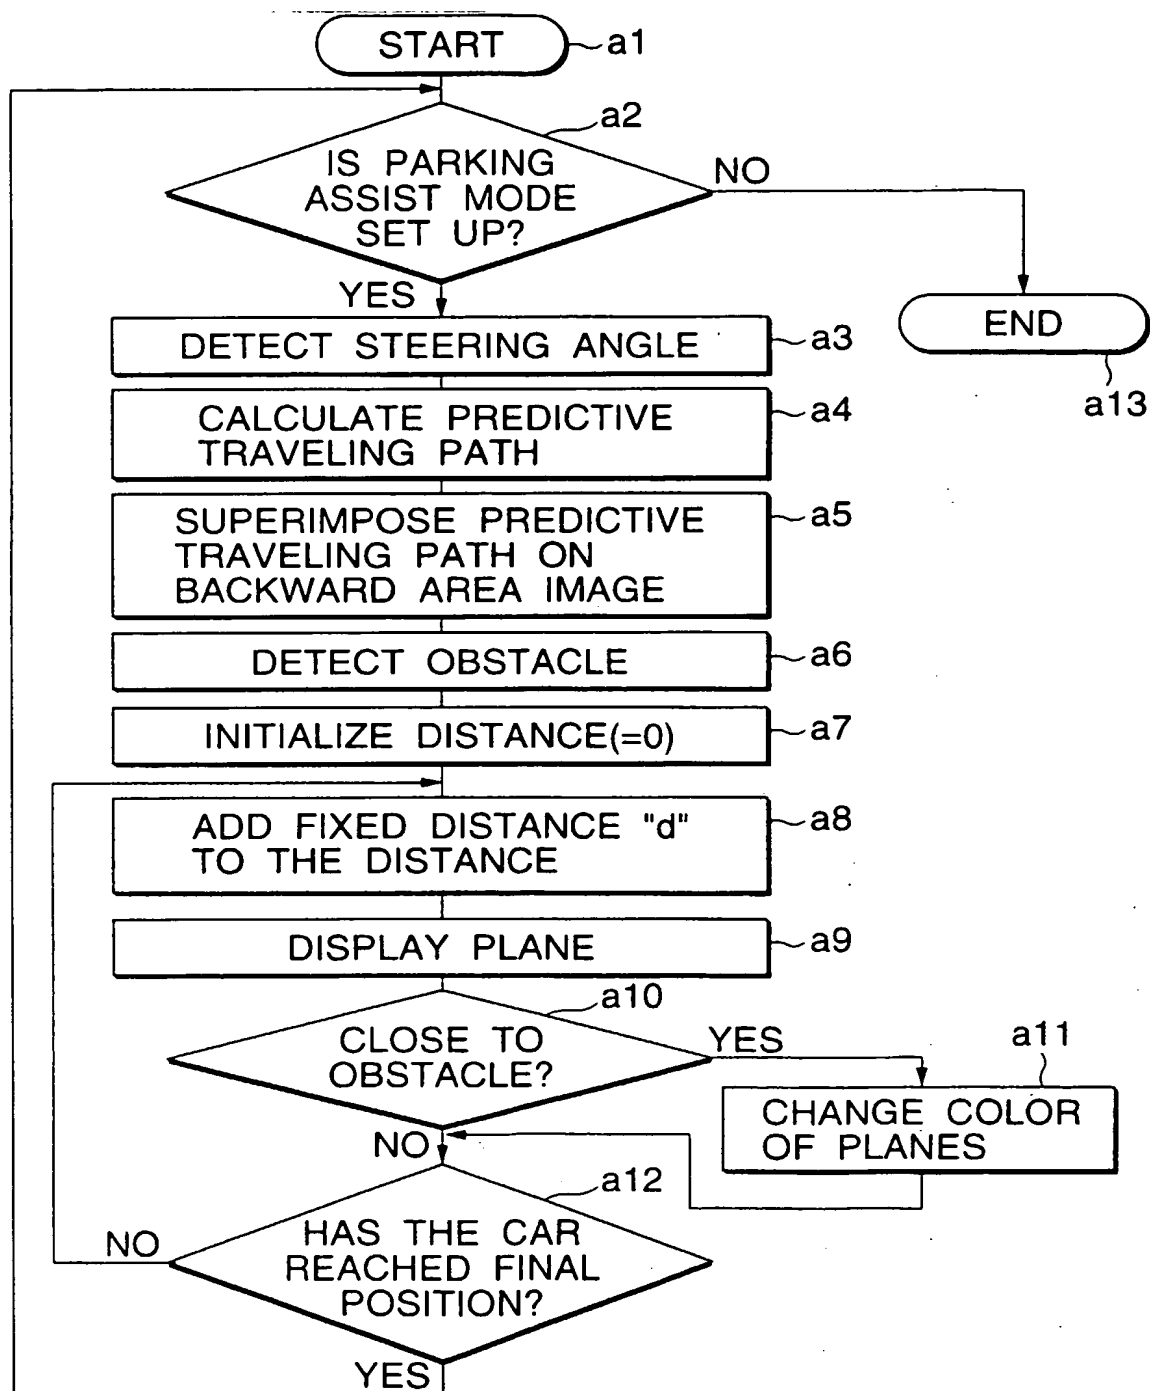 START
a1
a2
IS PARKING
ASSIST MODE
SET UP?
NO
YES
END
a13
DETECT STEERING ANGLE
a3
CALCULATE PREDICTIVE
TRAVELING PATH
a4
SUPERIMPOSE PREDICTIVE
TRAVELING PATH ON
BACKWARD AREA IMAGE
a5
DETECT OBSTACLE
a6
INITIALIZE DISTANCE(=0)
a7
ADD FIXED DISTANCE "d"
TO THE DISTANCE
a8
DISPLAY PLANE
a9
a10
CLOSE TO
OBSTACLE?
YES
a11
CHANGE COLOR
OF PLANES
NO
a12
HAS THE CAR
REACHED FINAL
POSITION?
NO
YES